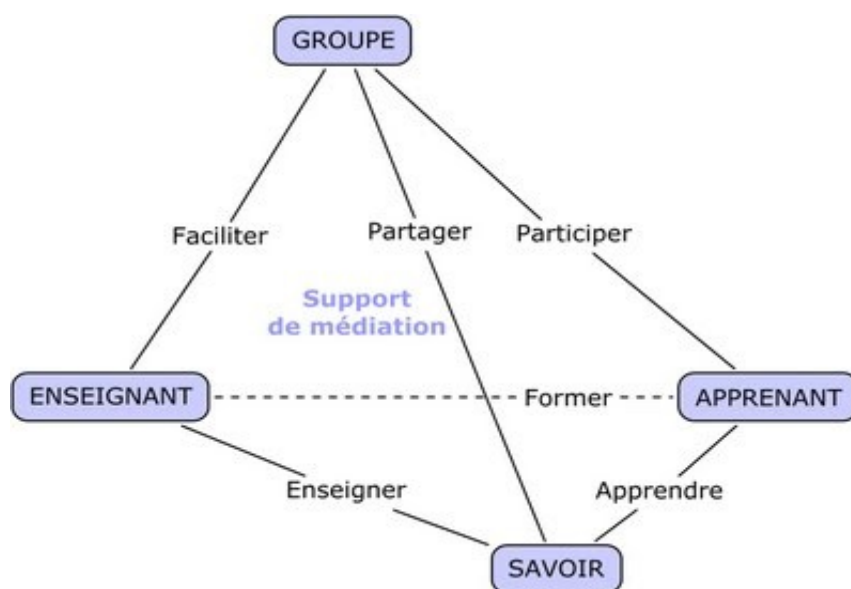 GROUPE
Faciliter
Partager
Participer
Support
de médiation
ENSEIGNANT
Former
APPRENANT
Enseigner
Apprendre
SAVOIR